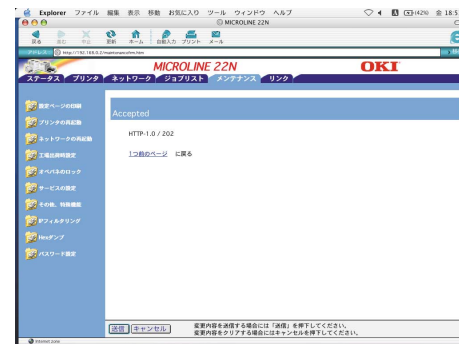 Explorer ファイル 編集 表示 移動 お気に入り ツール ウィンドウ ヘルプ (42%) 金 18:5
MICROLINE 22N
戻る 進む 中止 更新 ホーム 自動入力 プリント メール
http://192.168.0.2/
MICROLINE 22N OKI
ステータス プリンタ ネットワーク ジョブリスト メンテナンス リンク
設定ページの印刷
プリンタの再起動
ネットワークの再起動
工場出荷時設定
オペパネのロック
サービスの設定
その他、特殊機能
IPフィルタリング
Hexダンプ
パスワード設定
Accepted
HTTP-1.0 / 202
1つ前のページ に戻る
送信 キャンセル
変更内容を送信する場合には「送信」を押下してください。
変更内容をクリアする場合にはキャンセルを押下してください。
Internet zone